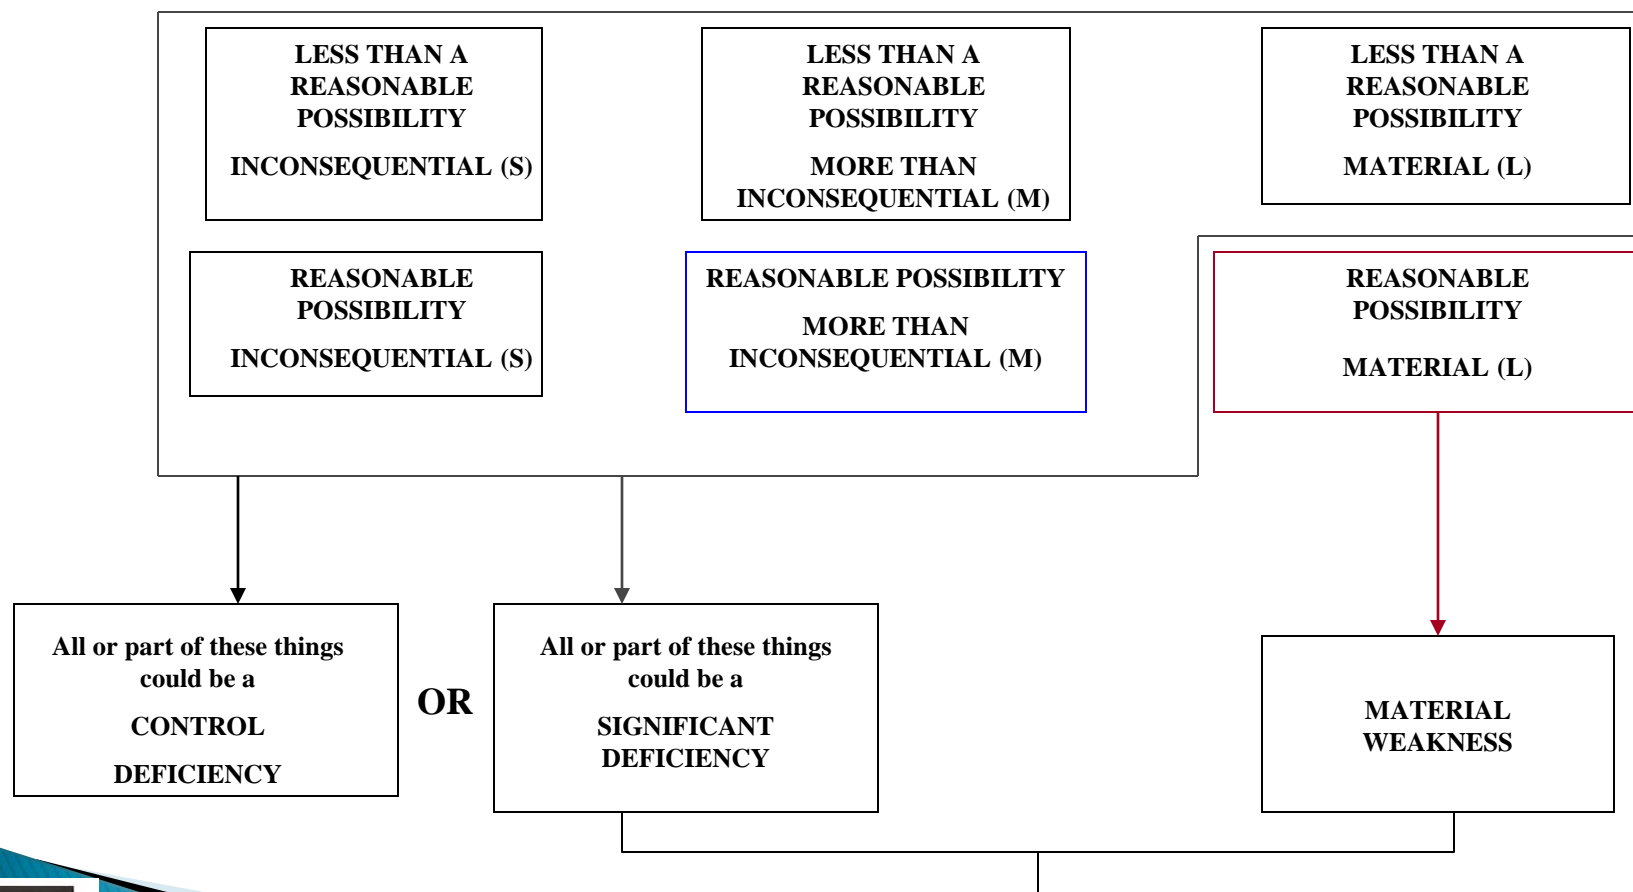 LESS THAN A
REASONABLE
POSSIBILITY
INCONSEQUENTIAL (S)
LESS THAN A
REASONABLE
POSSIBILITY
MORE THAN
INCONSEQUENTIAL (M)
LESS THAN A
REASONABLE
POSSIBILITY
MATERIAL (L)
REASONABLE
POSSIBILITY
INCONSEQUENTIAL (S)
REASONABLE POSSIBILITY
MORE THAN
INCONSEQUENTIAL (M)
REASONABLE
POSSIBILITY
MATERIAL (L)
All or part of these things
could be a
CONTROL
DEFICIENCY
OR
All or part of these things
could be a
SIGNIFICANT
DEFICIENCY
MATERIAL
WEAKNESS